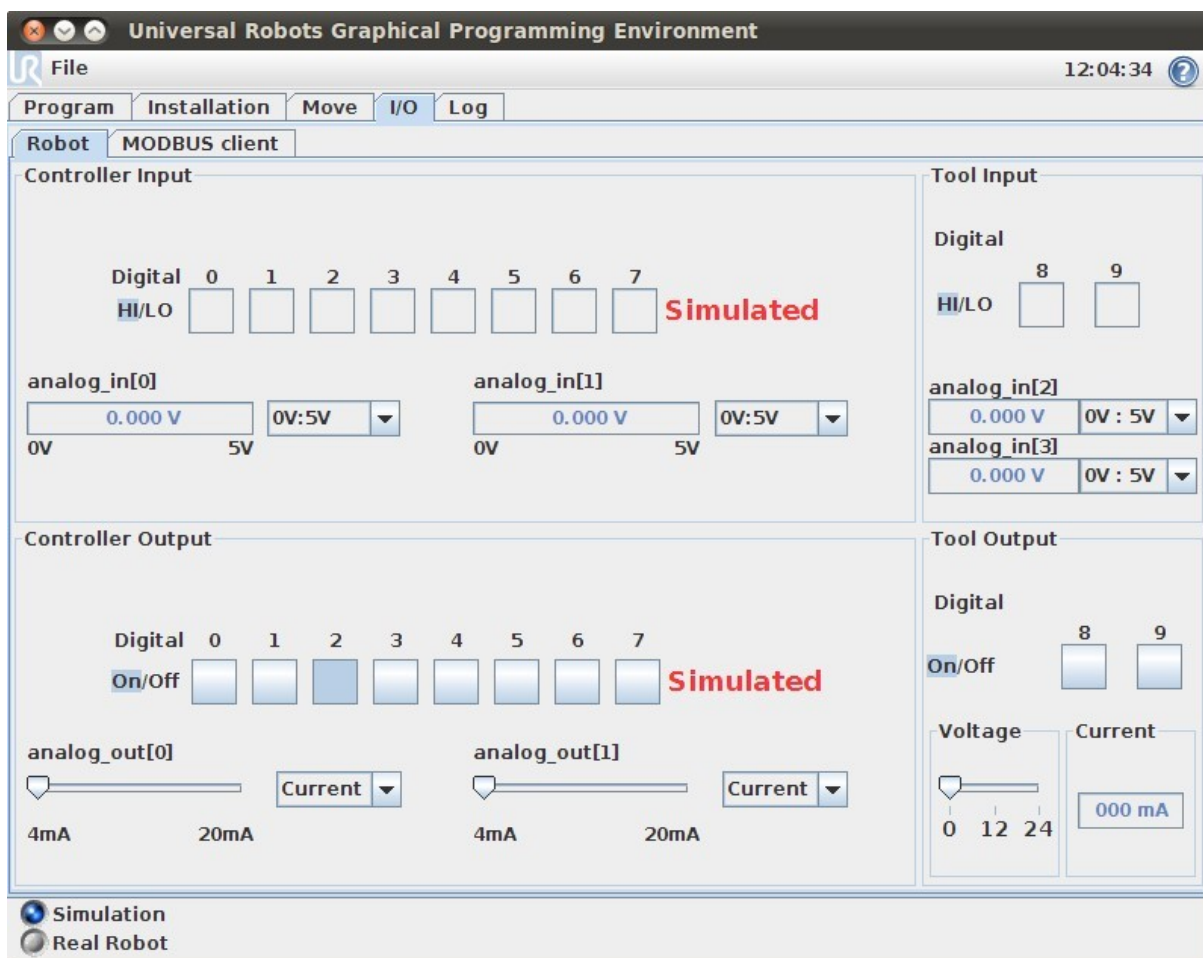 Universal Robots Graphical Programming Environment
UR File 12:04:34 ?
Program Installation Move I/O Log
Robot MODBUS client
Controller Input
Digital 0 1 2 3 4 5 6 7
HI/LO Simulated
analog_in[0] analog_in[1]
0.000 V 0V:5V 0.000 V 0V:5V
0V 5V 0V 5V
Tool Input
Digital
8 9
HI/LO
analog_in[2]
0.000 V 0V : 5V
analog_in[3]
0.000 V 0V : 5V
Controller Output
Digital 0 1 2 3 4 5 6 7
On/Off Simulated
analog_out[0] analog_out[1]
Current Current
4mA 20mA 4mA 20mA
Tool Output
Digital
8 9
On/Off
Voltage Current
000 mA
0 12 24
Simulation
Real Robot